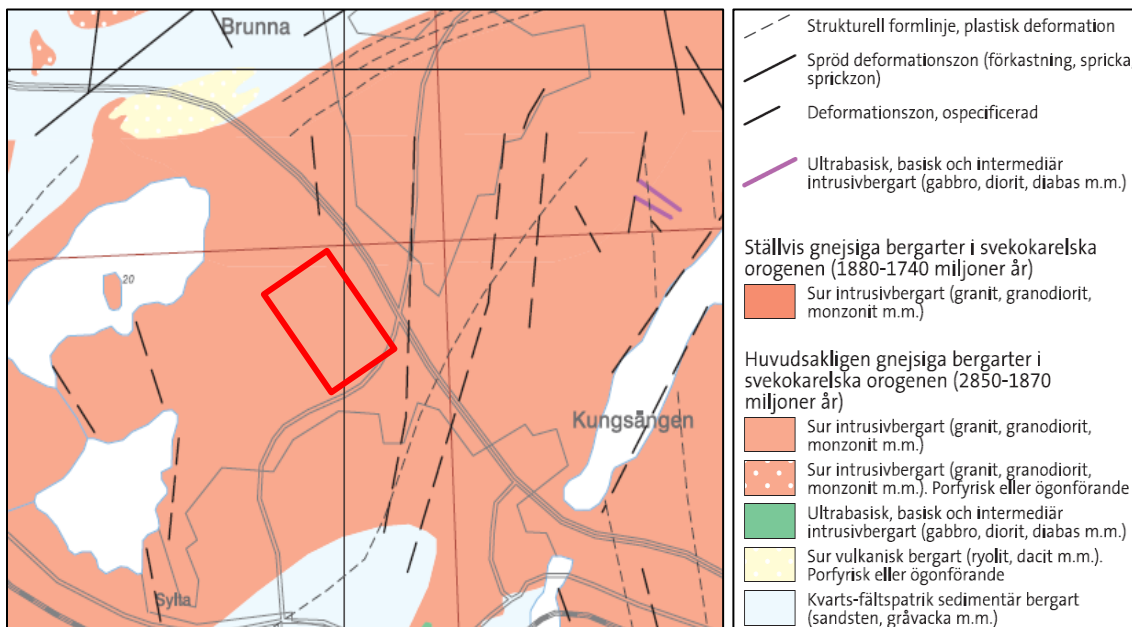 Brunna
20
Kungsängen
Sylta
Strukturell formlinje, plastisk deformation
Spröd deformationszon (förkastning, spricka,
sprickzon)
Deformationszon, ospecificerad
Ultrabasisk, basisk och intermediär
intrusivbergart (gabbro, diorit, diabas m.m.)
Ställvis gnejsiga bergarter i svekokarelska
orogenen (1880-1740 miljoner år)
Sur intrusivbergart (granit, granodiorit,
monzonit m.m.)
Huvudsakligen gnejsiga bergarter i
svekokarelska orogenen (2850-1870
miljoner år)
Sur intrusivbergart (granit, granodiorit,
monzonit m.m.)
Sur intrusivbergart (granit, granodiorit,
monzonit m.m.). Porfyrisk eller ögonförande
Ultrabasisk, basisk och intermediär
intrusivbergart (gabbro, diorit, diabas m.m.)
Sur vulkanisk bergart (ryolit, dacit m.m.).
Porfyrisk eller ögonförande
Kvarts-fältspatrik sedimentär bergart
(sandsten, gråvacka m.m.)